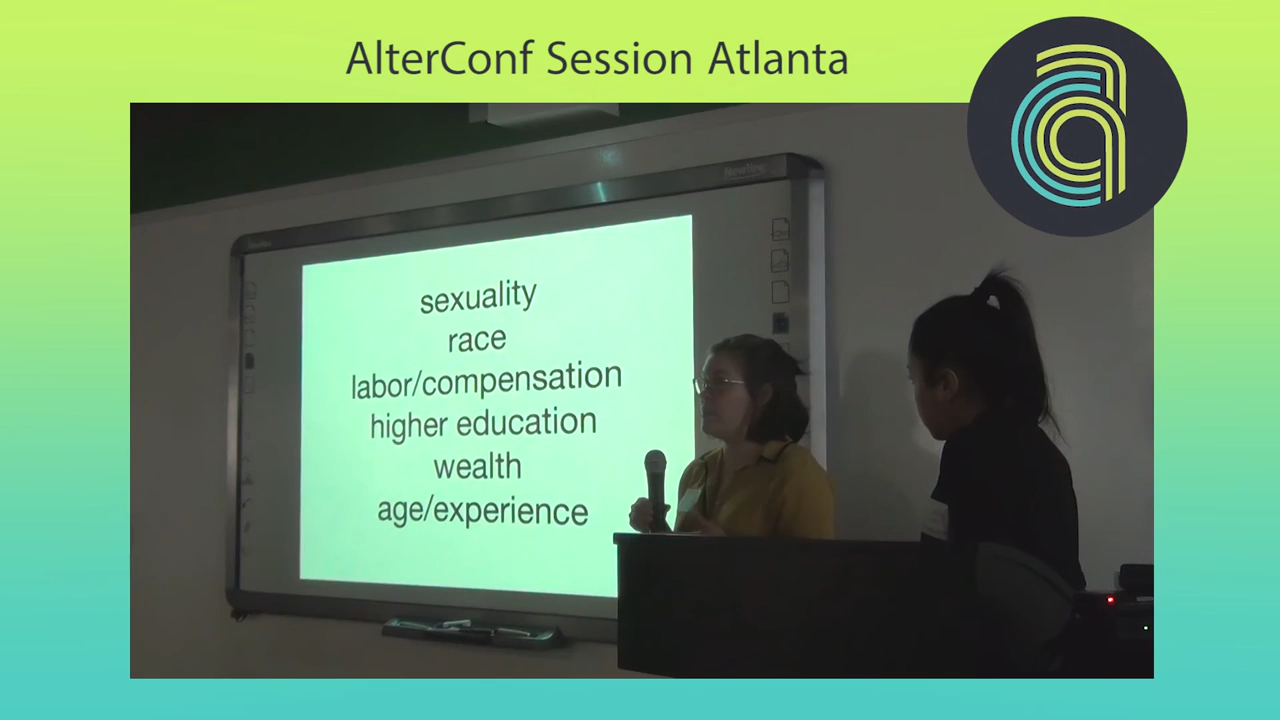 AlterConf Session Atlanta
sexuality
race
labor/compensation
higher education
wealth
age/experience